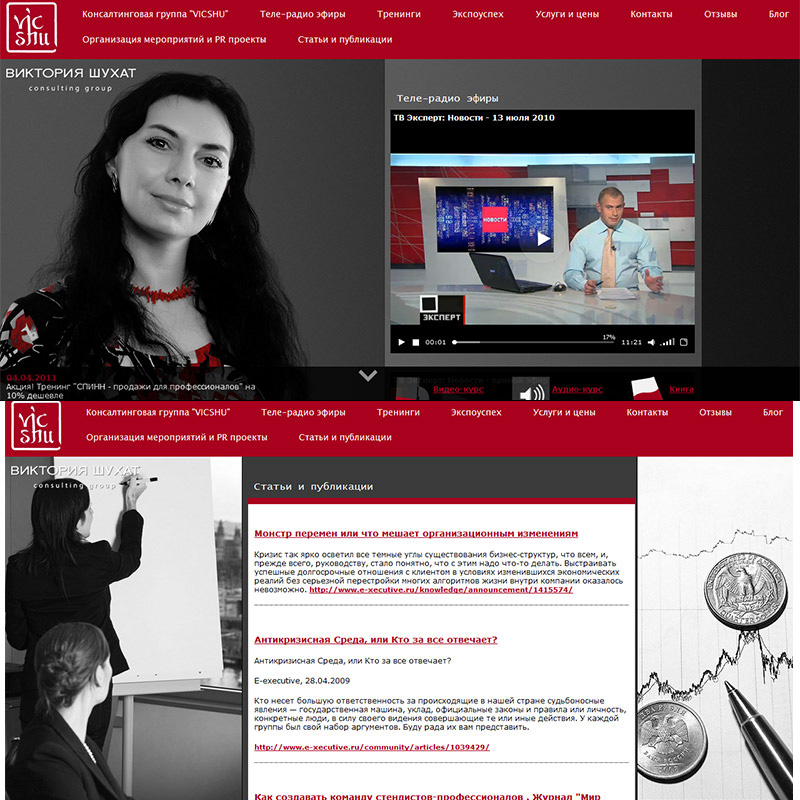 VIC SHU
Консалтинговая группа "VICSHU" Теле-радио эфиры Тренинги Экспоуспех Услуги и цены Контакты Отзывы Блог
Организация мероприятий и PR проекты Статьи и публикации
ВИКТОРИЯ ШУХАТ
consulting group
Теле-радио эфиры
ТВ Эксперт: Новости - 13 июля 2010
НОВОСТИ
ЭКСПЕРТ
00:01 17% 11:21
04.04.2011
Акция! Тренинг "СПИНН - продажи для профессионалов" на
10% дешевле
Видео-курс Аудио-курс Книга
VIC SHU
Консалтинговая группа "VICSHU" Теле-радио эфиры Тренинги Экспоуспех Услуги и цены Контакты Отзывы Блог
Организация мероприятий и PR проекты Статьи и публикации
ВИКТОРИЯ ШУХАТ
consulting group
Статьи и публикации
Монстр перемен или что мешает организационным изменениям
Кризис так ярко осветил все темные углы существования бизнес-структур, что всем, и,
прежде всего, руководству, стало понятно, что с этим надо что-то делать. Выстраивать
успешные долгосрочные отношения с клиентом в условиях изменившихся экономических
реалий без серьезной перестройки многих алгоритмов жизни внутри компании оказалось
невозможно. http://www.e-xecutive.ru/knowledge/announcement/1415574/
Антикризисная Среда, или Кто за все отвечает?
Антикризисная Среда, или Кто за все отвечает?
E-executive, 28.04.2009
Кто несет большую ответственность за происходящие в нашей стране судьбоносные
явления — государственная машина, уклад, официальные законы и правила или личность,
конкретные люди, в силу своего видения совершающие те или иные действия. У каждой
группы был свой набор аргументов. Буду рада их вам представить.
http://www.e-xecutive.ru/community/articles/1039429/
Как создавать команду стендистов-профессионалов . Журнал "Мир